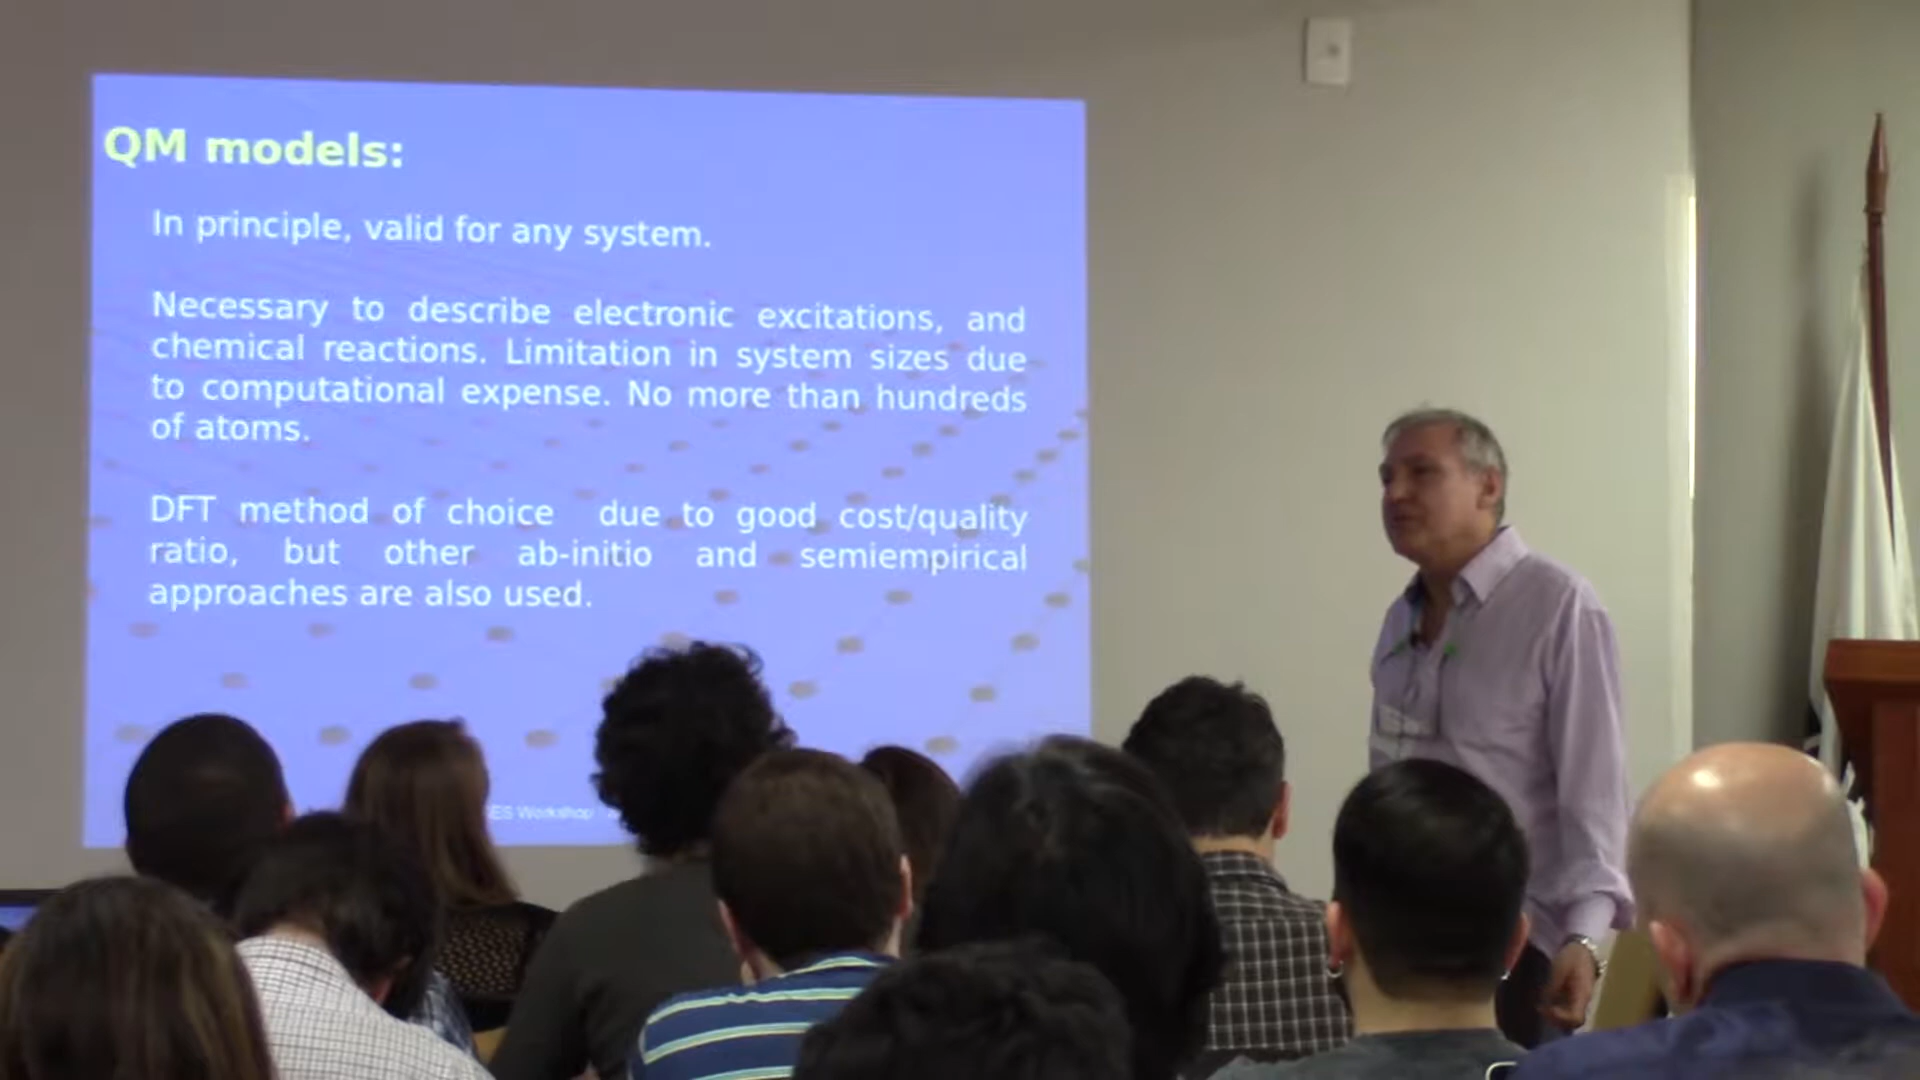 QM models:
In principle, valid for any system.
Necessary to describe electronic excitations, and
chemical reactions. Limitation in system sizes due
to computational expense. No more than hundreds
of atoms.
DFT method of choice due to good cost/quality
ratio, but other ab-initio and semiempirical
approaches are also used.
Workshop